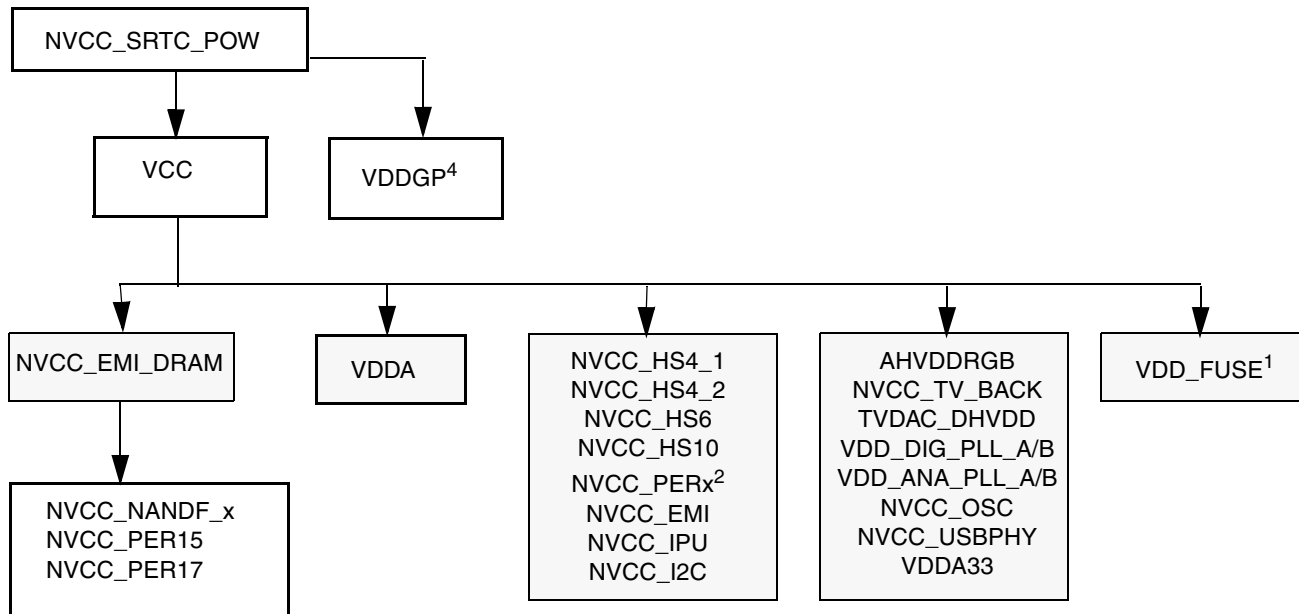 NVCC_SRTC_POW
VCC
VDDGP⁴
NVCC_EMI_DRAM
VDDA
NVCC_HS4_1
NVCC_HS4_2
NVCC_HS6
NVCC_HS10
NVCC_PERx²
NVCC_EMI
NVCC_IPU
NVCC_I2C
AHVDDRGB
NVCC_TV_BACK
TVDAC_DHVDD
VDD_DIG_PLL_A/B
VDD_ANA_PLL_A/B
NVCC_OSC
NVCC_USBPHY
VDDA33
VDD_FUSE¹
NVCC_NANDF_x
NVCC_PER15
NVCC_PER17